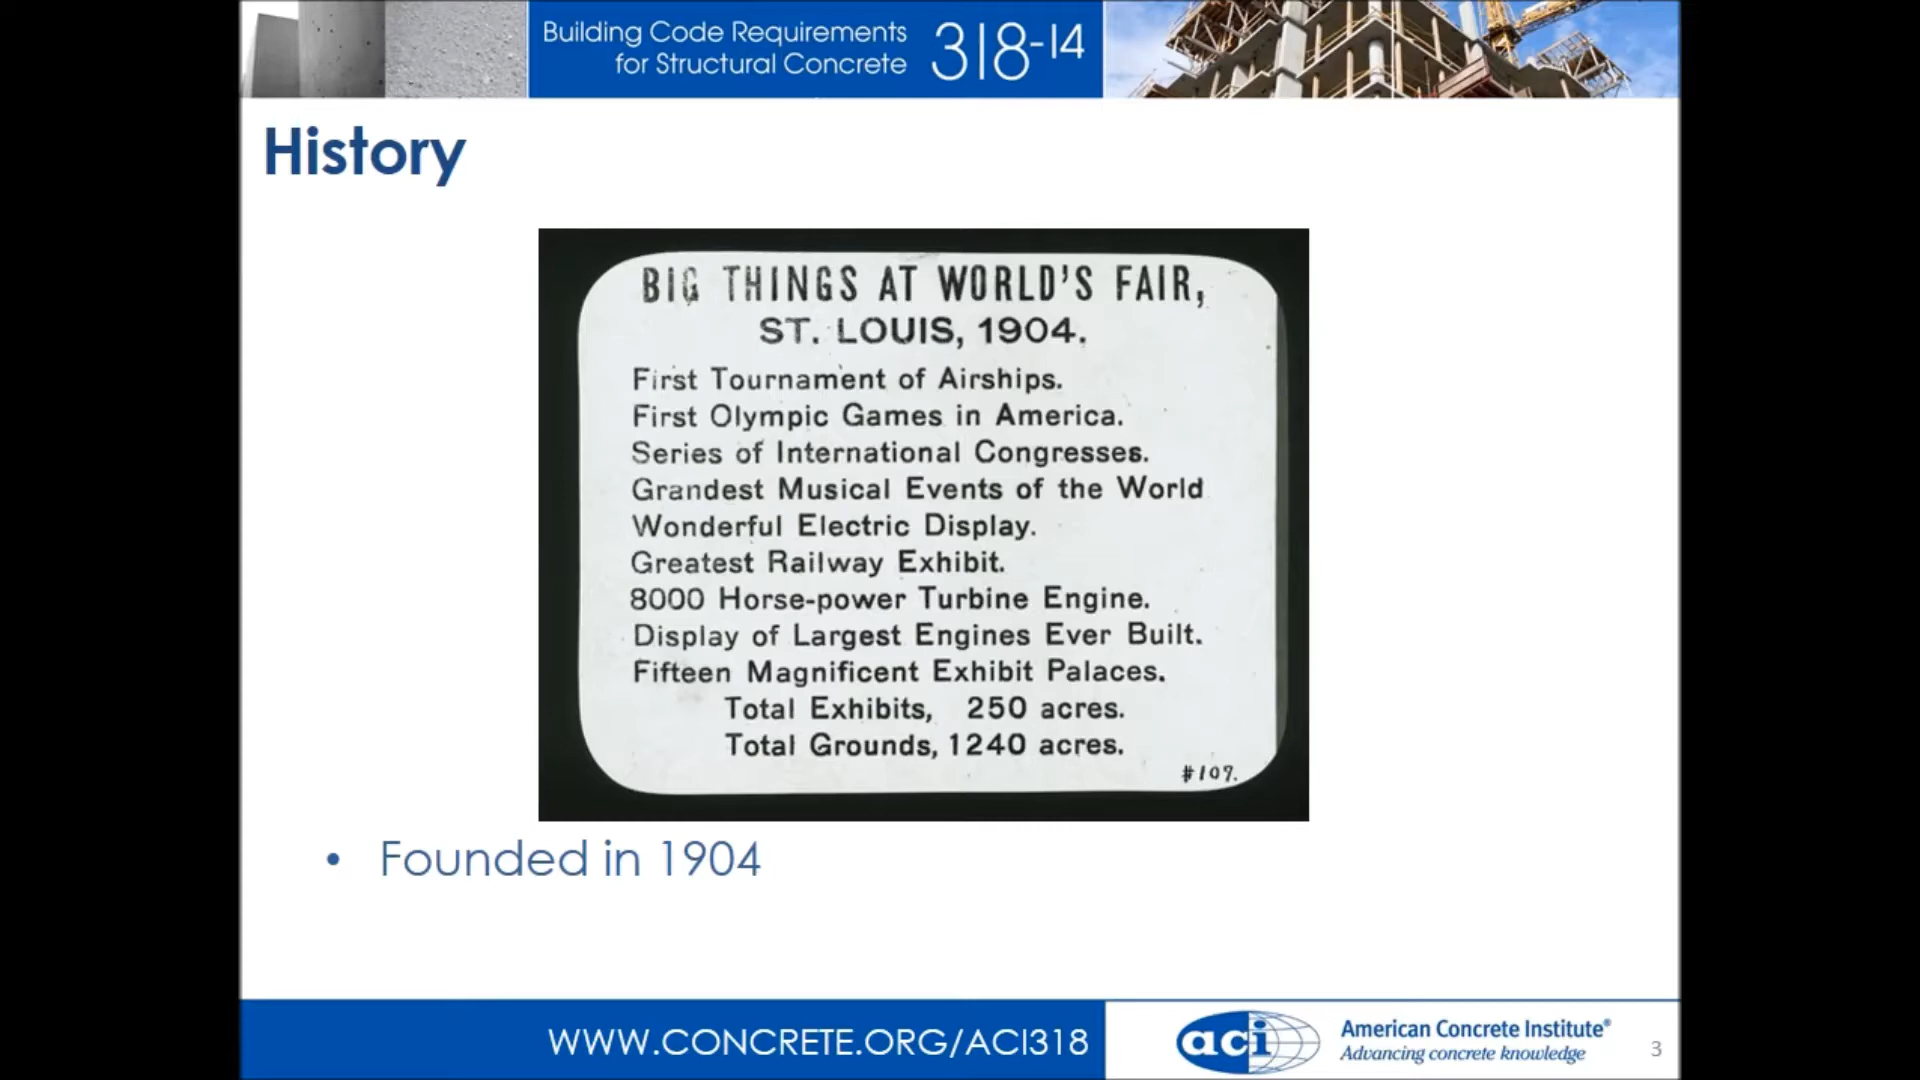 Building Code Requirements
for Structural Concrete
318-14
History
BIG THINGS AT WORLD'S FAIR,
ST. LOUIS, 1904.
First Tournament of Airships.
First Olympic Games in America.
Series of International Congresses.
Grandest Musical Events of the World
Wonderful Electric Display.
Greatest Railway Exhibit.
8000 Horse-power Turbine Engine.
Display of Largest Engines Ever Built.
Fifteen Magnificent Exhibit Palaces.
Total Exhibits, 250 acres.
Total Grounds, 1240 acres.
#107.
• Founded in 1904
WWW.CONCRETE.ORG/ACI318
aci
American Concrete Institute®
Advancing concrete knowledge
3